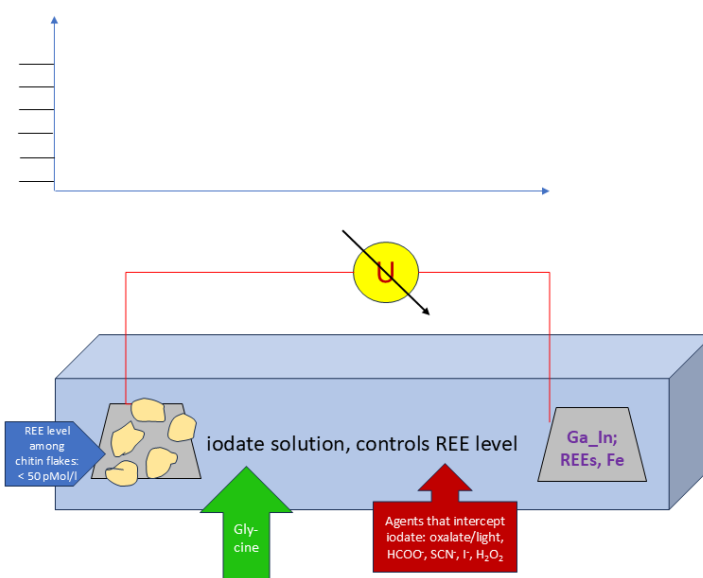 U
REE level
among
chitin flakes:
< 50 pMol/l
iodate solution, controls REE level
Ga_In;
REEs, Fe
Gly-
cine
Agents that intercept
iodate: oxalate/light,
HCOO⁻, SCN⁻, I⁻, H₂O₂